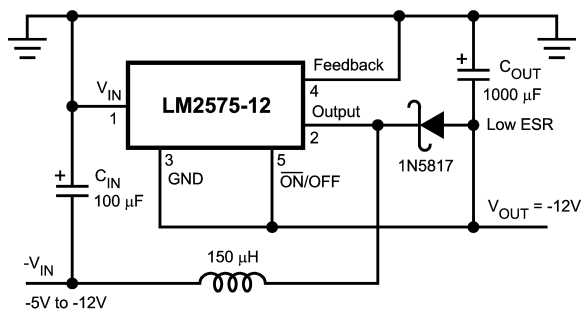 Feedback
4
+
C_OUT
1000 μF
V_IN
1
LM2575-12
Output
2
Low ESR
1N5817
3
GND
5
ON/OFF
+
C_IN
100 μF
V_OUT = -12V
150 μH
-V_IN
-5V to -12V